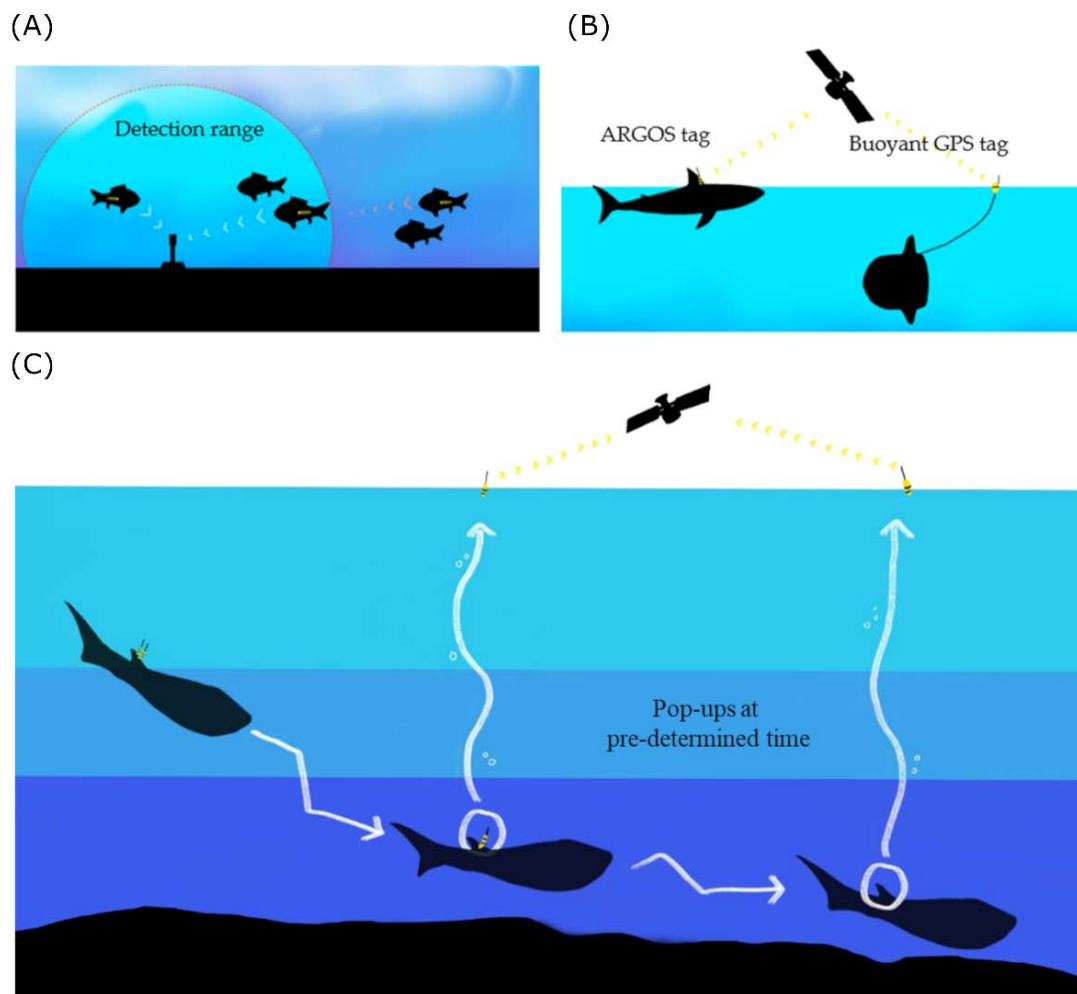 (A)
Detection range
(B)
ARGOS tag
Buoyant GPS tag
(C)
Pop-ups at
pre-determined time